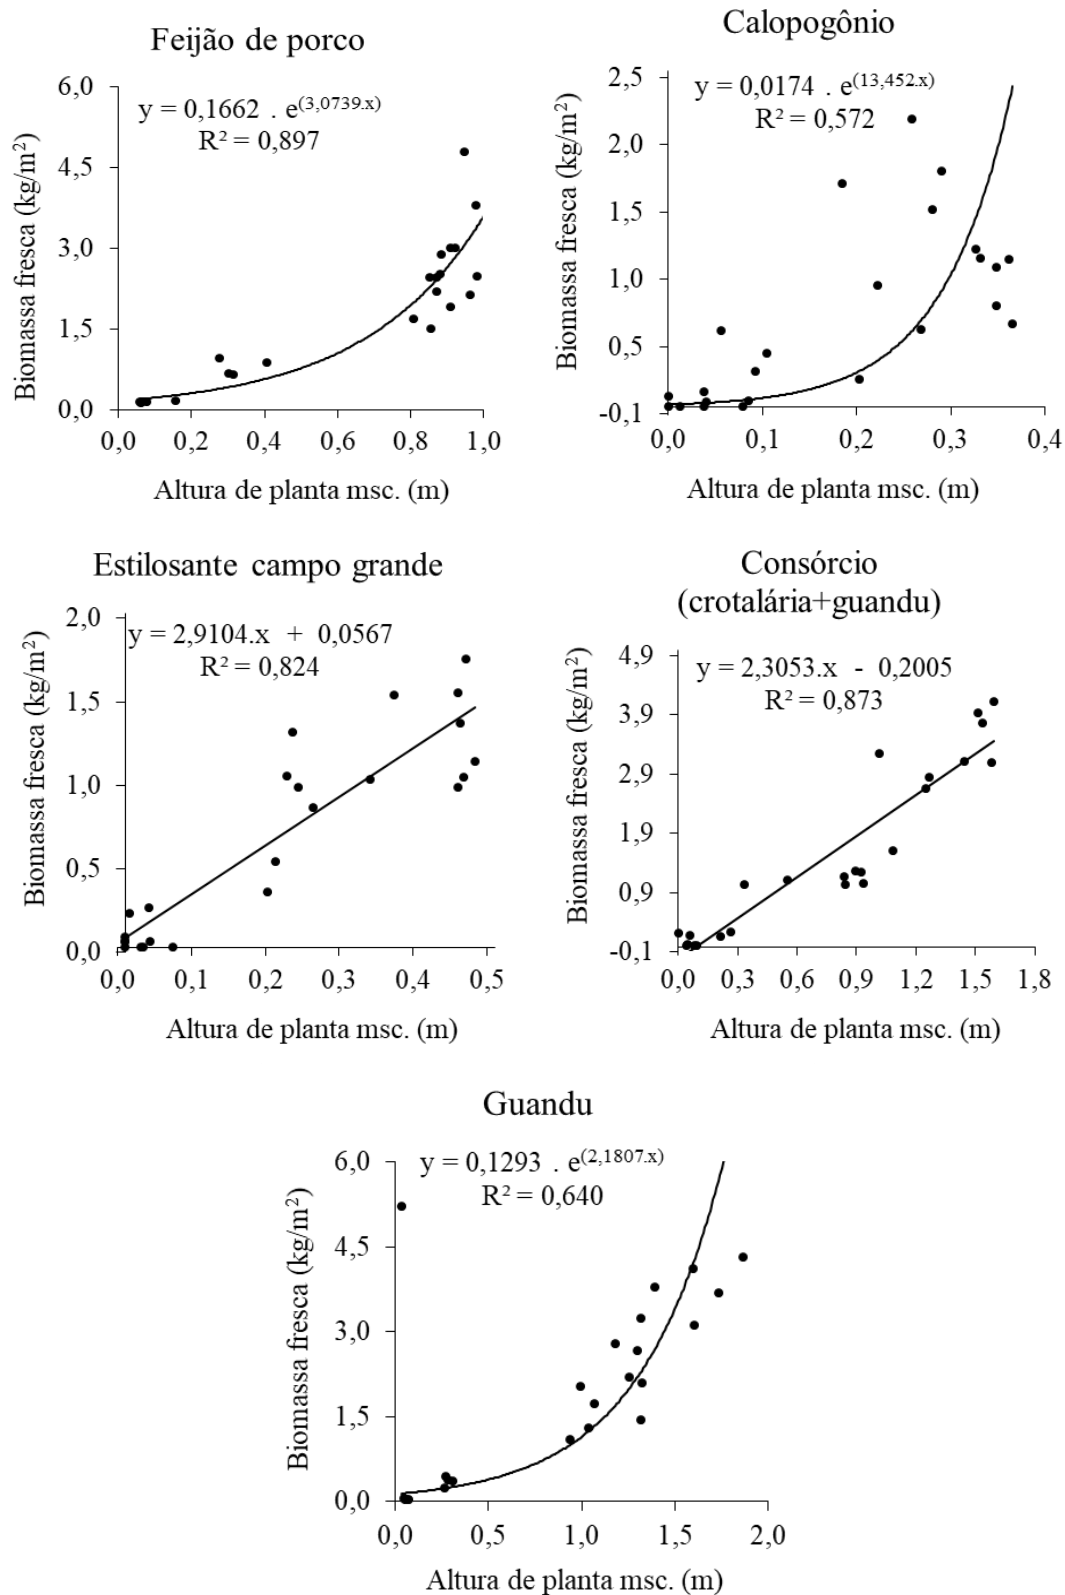 Feijão de porco
y = 0,1662 . e(3,0739.x)
R² = 0,897
Biomassa fresca (kg/m²)
6,0
4,5
3,0
1,5
0,0
0,0 0,2 0,4 0,6 0,8 1,0
Altura de planta msc. (m)
Calopogônio
y = 0,0174 . e(13,452.x)
R² = 0,572
Biomassa fresca (kg/m²)
2,5
2,0
1,5
1,0
0,5
-0,1
0,0 0,1 0,2 0,3 0,4
Altura de planta msc. (m)
Estilosante campo grande
y = 2,9104.x + 0,0567
R² = 0,824
Biomassa fresca (kg/m²)
2,0
1,5
1,0
0,5
0,0
0,0 0,2 0,3 0,4 0,5
Altura de planta msc. (m)
Consórcio
(crotalária+guandu)
y = 2,3053.x - 0,2005
R² = 0,873
Biomassa fresca (kg/m²)
4,9
3,9
2,9
1,9
0,9
-0,1
0,0 0,3 0,6 0,9 1,2 1,5 1,8
Altura de planta msc. (m)
Guandu
y = 0,1293 . e(2,1807.x)
R² = 0,640
Biomassa fresca (kg/m²)
6,0
4,5
3,0
1,5
0,0
0,0 0,5 1,0 1,5 2,0
Altura de planta msc. (m)